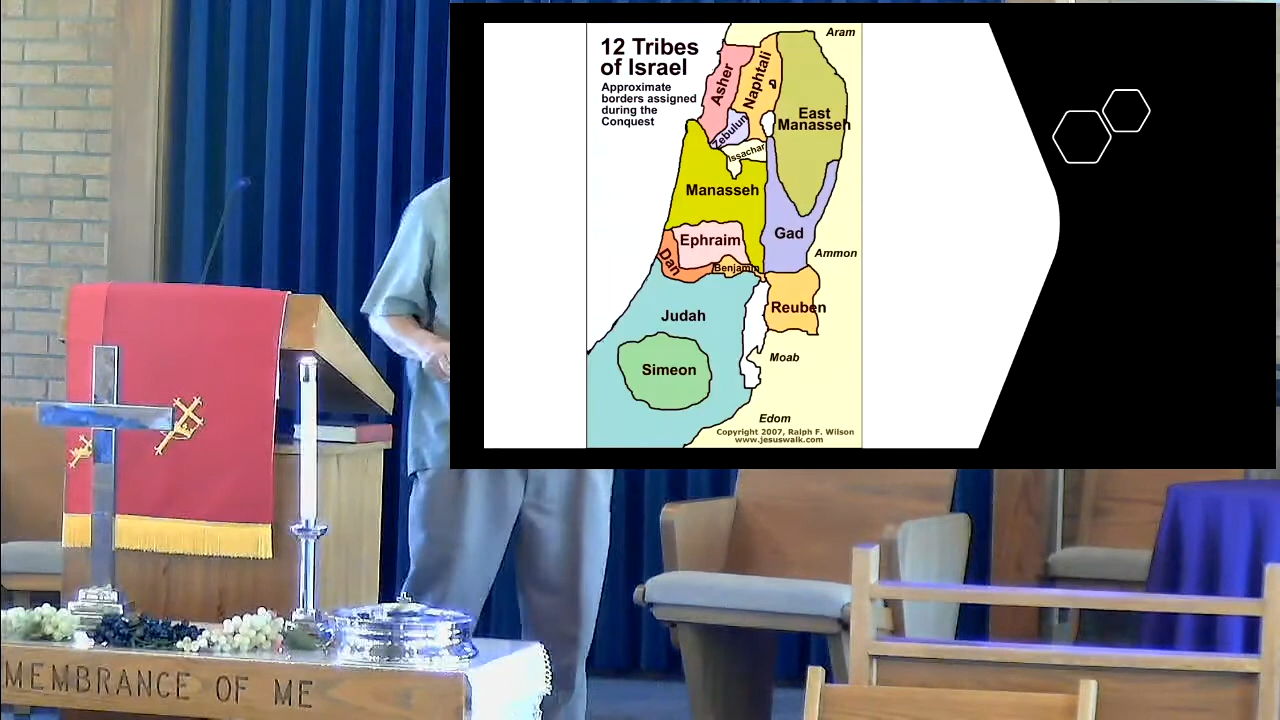 12 Tribes
of Israel
Approximate
borders assigned
during the
Conquest
Aram
Asher
Naphtali
Zebulun
East
Manasseh
Issachar
Manasseh
Ephraim
Gad
Dan
Benjamin
Ammon
Judah
Reuben
Simeon
Moab
Edom
Copyright 2007, Ralph F. Wilson
www.jesuswalk.com
MEMBRANCE OF ME